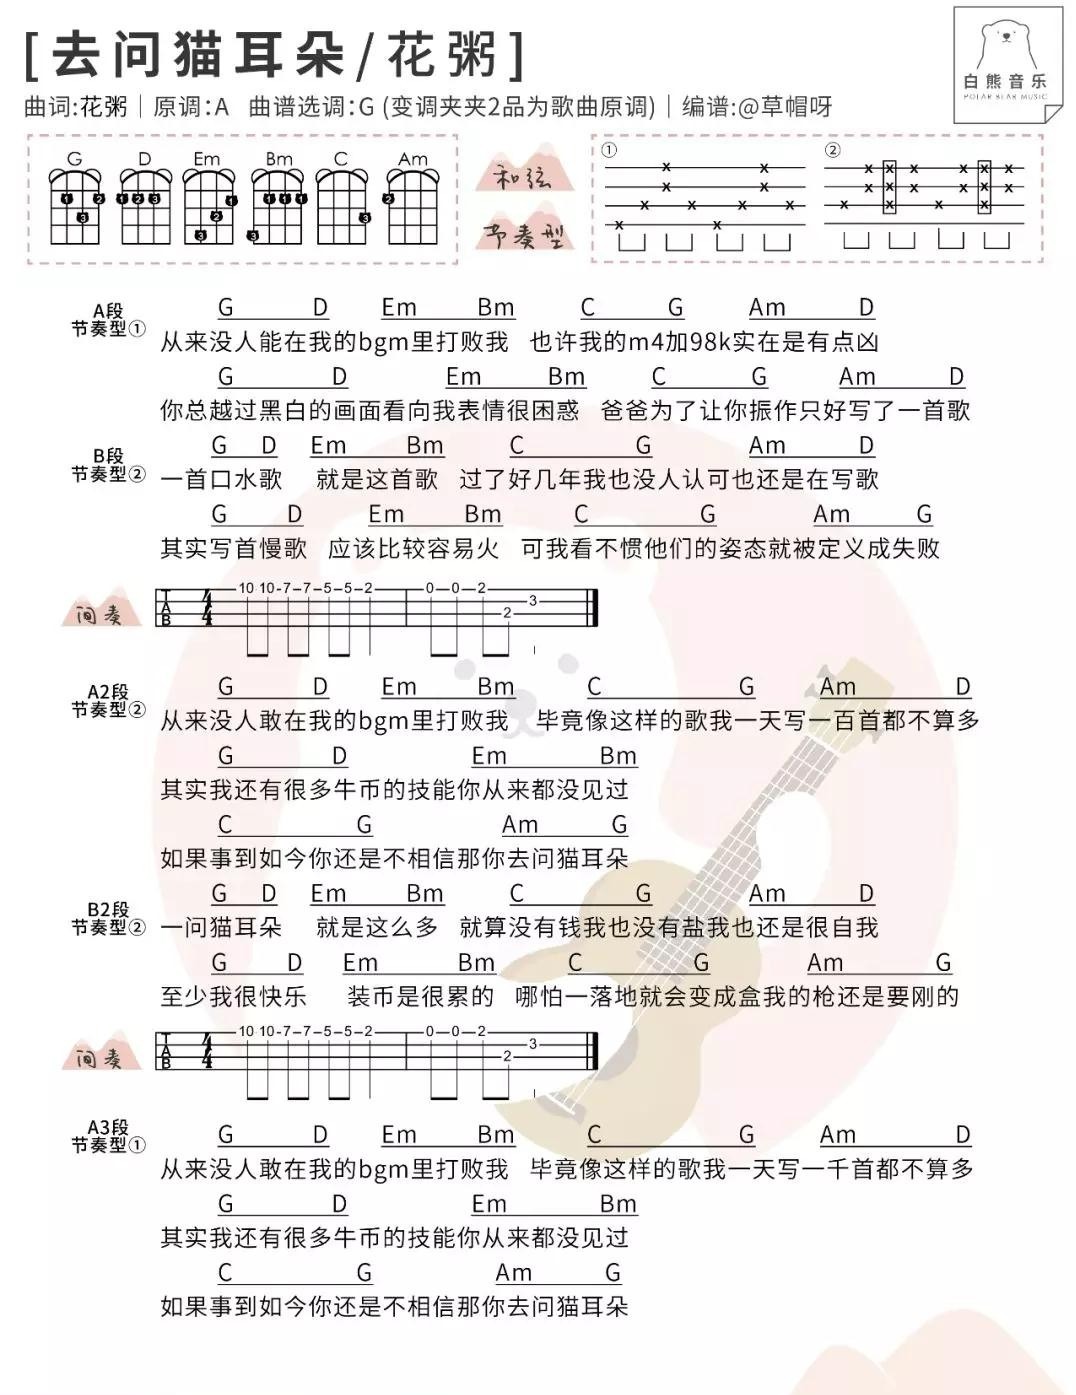 [去问猫耳朵/花粥]
白熊音乐
POLAR BEAR MUSIC
曲词:花粥｜原调:A 曲谱选调:G (变调夹夹2品为歌曲原调)｜编谱:@草帽呀
G D Em Bm C Am
和弦
节奏型
① ②
A段
节奏型①
G D Em Bm C G Am D
从来没人能在我的bgm里打败我 也许我的m4加98k实在是有点凶
G D Em Bm C G Am D
你总越过黑白的画面看向我表情很困惑 爸爸为了让你振作只好写了一首歌
B段
节奏型②
G D Em Bm C G Am D
一首口水歌 就是这首歌 过了好几年我也没人认可也还是在写歌
G D Em Bm C G Am G
其实写首慢歌 应该比较容易火 可我看不惯他们的姿态就被定义成失败
间奏
TAB 4/4 10 10 7 7 5 5 2 0 0 2 2 3
A2段
节奏型②
G D Em Bm C G Am D
从来没人敢在我的bgm里打败我 毕竟像这样的歌我一天写一百首都不算多
G D Em Bm
其实我还有很多牛币的技能你从来都没见过
C G Am G
如果事到如今你还是不相信那你去问猫耳朵
B2段
节奏型②
G D Em Bm C G Am D
一问猫耳朵 就是这么多 就算没有钱我也没有盐我也还是很自我
G D Em Bm C G Am G
至少我很快乐 装币是很累的 哪怕一落地就会变成盒我的枪还是要刚的
间奏
TAB 4/4 10 10 7 7 5 5 2 0 0 2 2 3
A3段
节奏型①
G D Em Bm C G Am D
从来没人敢在我的bgm里打败我 毕竟像这样的歌我一天写一千首都不算多
G D Em Bm
其实我还有很多牛币的技能你从来都没见过
C G Am G
如果事到如今你还是不相信那你去问猫耳朵